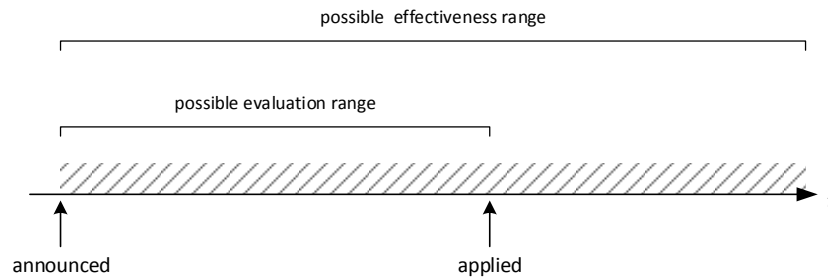 possible effectiveness range
possible evaluation range
announced
applied